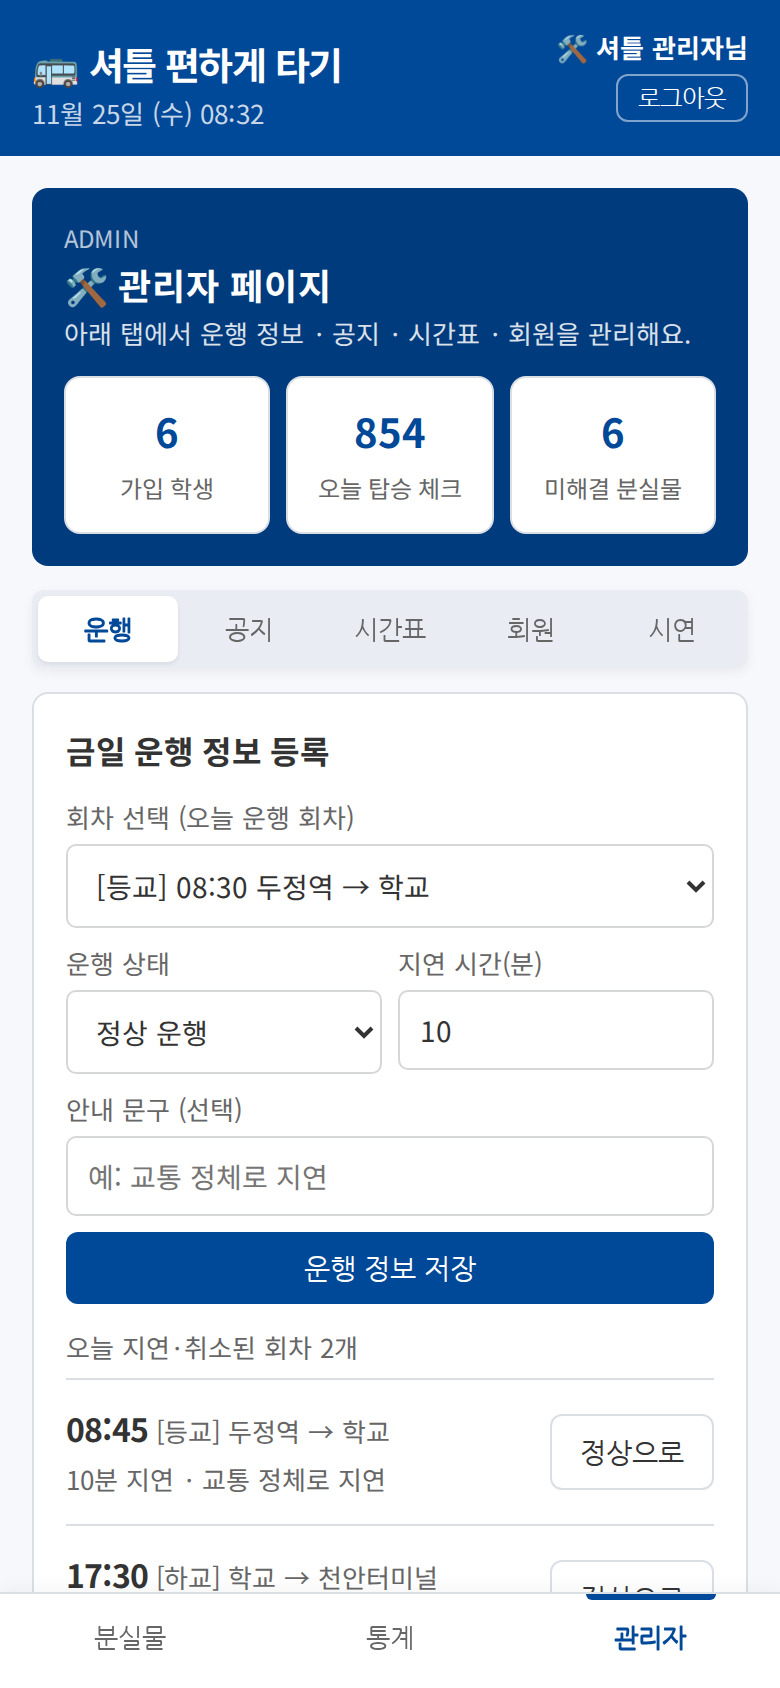 셔틀 편하게 타기
11월 25일 (수) 08:32
셔틀 관리자님
로그아웃
ADMIN
관리자 페이지
아래 탭에서 운행 정보 · 공지 · 시간표 · 회원을 관리해요.
6
가입 학생
854
오늘 탑승 체크
6
미해결 분실물
운행 공지 시간표 회원 시연
금일 운행 정보 등록
회차 선택 (오늘 운행 회차)
[등교] 08:30 두정역 → 학교
운행 상태 지연 시간(분)
정상 운행 10
안내 문구 (선택)
예: 교통 정체로 지연
운행 정보 저장
오늘 지연·취소된 회차 2개
08:45 [등교] 두정역 → 학교
10분 지연 · 교통 정체로 지연
정상으로
17:30 [하교] 학교 → 천안터미널
분실물 통계 관리자